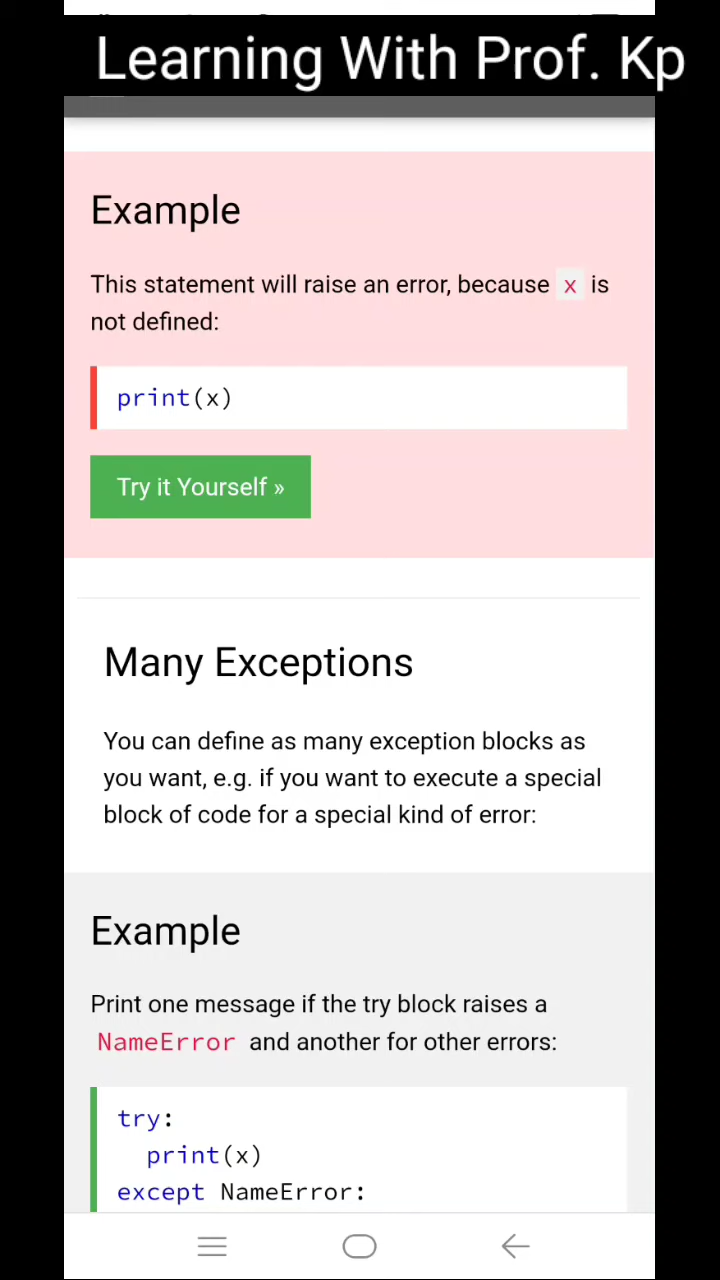 Learning With Prof. Kp
Example
This statement will raise an error, because x is
not defined:
print(x)
Try it Yourself »
Many Exceptions
You can define as many exception blocks as
you want, e.g. if you want to execute a special
block of code for a special kind of error:
Example
Print one message if the try block raises a
NameError and another for other errors:
try:
  print(x)
except NameError: